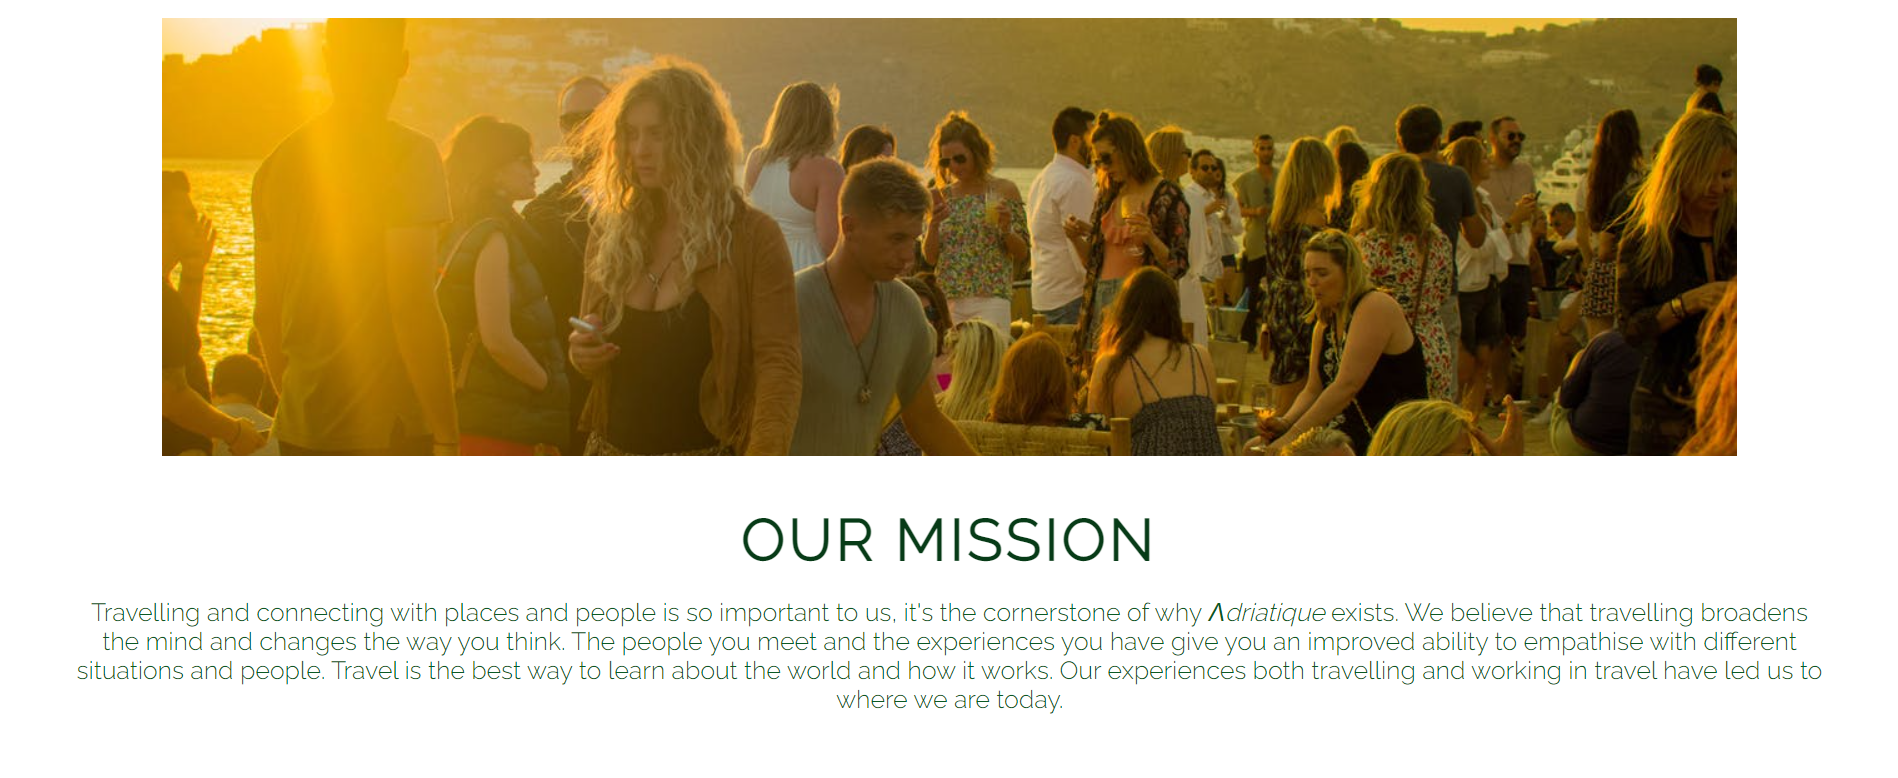 OUR MISSION
Travelling and connecting with places and people is so important to us, it's the cornerstone of why Λdriatique exists. We believe that travelling broadens
the mind and changes the way you think. The people you meet and the experiences you have give you an improved ability to empathise with different
situations and people. Travel is the best way to learn about the world and how it works. Our experiences both travelling and working in travel have led us to
where we are today.